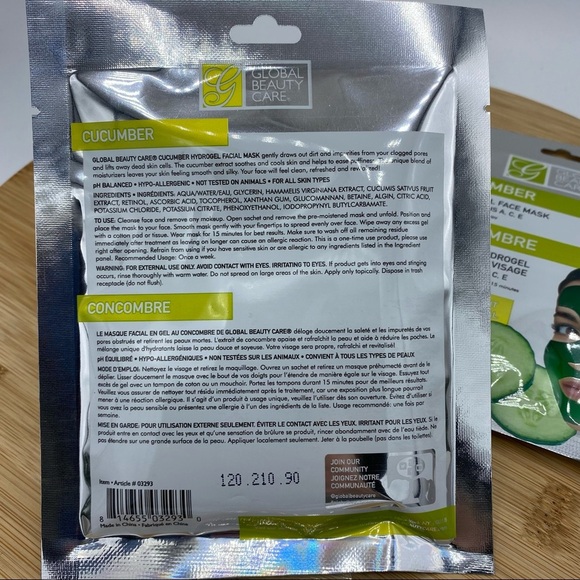 GLOBAL
BEAUTY
CARE
CUCUMBER
GLOBAL BEAUTY CARE® CUCUMBER HYDROGEL FACIAL MASK gently draws out dirt and impurities from your clogged pores
and lifts away dead skin cells. The cucumber extract soothes and cools skin and helps to ease puffiness. This unique blend of
moisturizers leaves your skin feeling smooth and silky. Your face will feel clean, refreshed and revived!
pH BALANCED • HYPO-ALLERGENIC • NOT TESTED ON ANIMALS • FOR ALL SKIN TYPES
INGREDIENTS • INGRÉDIENTS: AQUA/WATER/EAU, GLYCERIN, HAMAMELIS VIRGINIANA EXTRACT, CUCUMIS SATIVUS FRUIT
EXTRACT, RETINOL, ASCORBIC ACID, TOCOPHEROL, XANTHAN GUM, GLUCOMANNAN, BETAINE, ALGIN, CITRIC ACID,
POTASSIUM CHLORIDE, POTASSIUM CITRATE, PHENOXYETHANOL, IODOPROPYNYL BUTYLCARBAMATE.
TO USE: Cleanse face and remove any makeup. Open sachet and remove the pre-moistened mask and unfold. Position and
place the mask to your face. Smooth mask gently with your fingertips to spread evenly over face. Wipe away any excess gel
with a cotton pad or tissue. Wear mask for 15 minutes for best results. Make sure to wash off all remaining residue
immediately after treatment as leaving on longer can cause an allergic reaction. This is a one-time use product, please use
right after opening. Refrain from using if you have sensitive skin or are allergic to any ingredients listed in the Ingredient
panel. Recommended Usage: Once a week.
WARNING: FOR EXTERNAL USE ONLY. AVOID CONTACT WITH EYES. IRRITATING TO EYES. If product gets into eyes and stinging
occurs, rinse thoroughly with warm water. Do not spread on large areas of the skin. Apply only topically. Dispose in trash
receptacle (do not flush).
CONCOMBRE
LE MASQUE FACIAL EN GEL AU CONCOMBRE DE GLOBAL BEAUTY CARE® déloge doucement la saleté et les impuretés de vos
pores obstrués et retirent les peaux mortes. L'extrait de concombre apaise et rafraîchit la peau et aide à réduire les poches. Le
mélange unique d'hydratants laisse la peau douce et soyeuse. Votre visage sera propre, rafraîchi et revitalisé!
pH ÉQUILIBRÉ • HYPO-ALLERGÉNIQUES • NON TESTÉES SUR LES ANIMAUX • CONVIENT À TOUS LES TYPES DE PEAUX
MODE D'EMPLOI: Nettoyez le visage et retirez le maquillage. Ouvrez un sachet et retirez un masque préhumecté avant de le
déplier. Lisser doucement le masque avec le bout de vos doigts pour l'étendre de manière égale sur le visage. Essuyez tout
excès de gel avec un tampon de coton ou un mouchoir. Portez les tampons durant 15 minutes pour de meilleurs résultats.
Veuillez vous assurer de nettoyer tout résidu immédiatement après le traitement, car une exposition plus longue pourrait
mener à une réaction allergique. Il s'agit d'un produit à usage unique, veuillez l'utiliser dès son ouverture. Évitez d'utiliser si
vous avez la peau sensible ou présentez une allergie à l'un des ingrédients de la liste. Usage recommandé: une fois par
semaine.
MISE EN GARDE: POUR UTILISATION EXTERNE SEULEMENT. ÉVITER LE CONTACT AVEC LES YEUX. IRRITANT POUR LES YEUX. Si le
produit entre en contact avec les yeux et qu'une sensation de brûlure se produit, rincer abondamment avec de l'eau tiède. Ne
pas étendre sur une grande surface de la peau. Appliquer localement seulement. Jeter à la poubelle (pas dans les toilettes).
Item • Article # 03293
8 14655 03293 0
Made in China • Fabriqué en China
120.210.90
JOIN OUR
COMMUNITY
JOIGNEZ NOTRE
COMMUNAUTÉ
@globalbeautycare
MBER
FACE MASK
A, C, E
MBRE
DROGEL
VISAGE
C, E
15 minutes